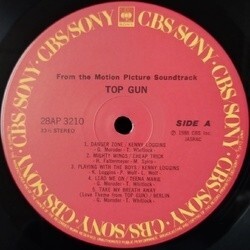 CBS/SONY CBS/SONY CBS/SONY CBS/SONY CBS/SONY CBS/SONY
From the Motion Picture Soundtrack
TOP GUN
28AP 3210
STEREO
SIDE A
1. DANGER ZONE / KENNY LOGGINS
G. Moroder - T. Whitlock
2. MIGHTY WINGS / CHEAP TRICK
H. Faltermeyer - M. Spiro
3. PLAYING WITH THE BOYS / KENNY LOGGINS
K. Loggins - P. Wolf - I. Wolf
4. LEAD ME ON / TEENA MARIE
G. Moroder - T. Whitlock
5. TAKE MY BREATH AWAY
(Love Theme from "TOP GUN") / BERLIN
G. Moroder - T. Whitlock